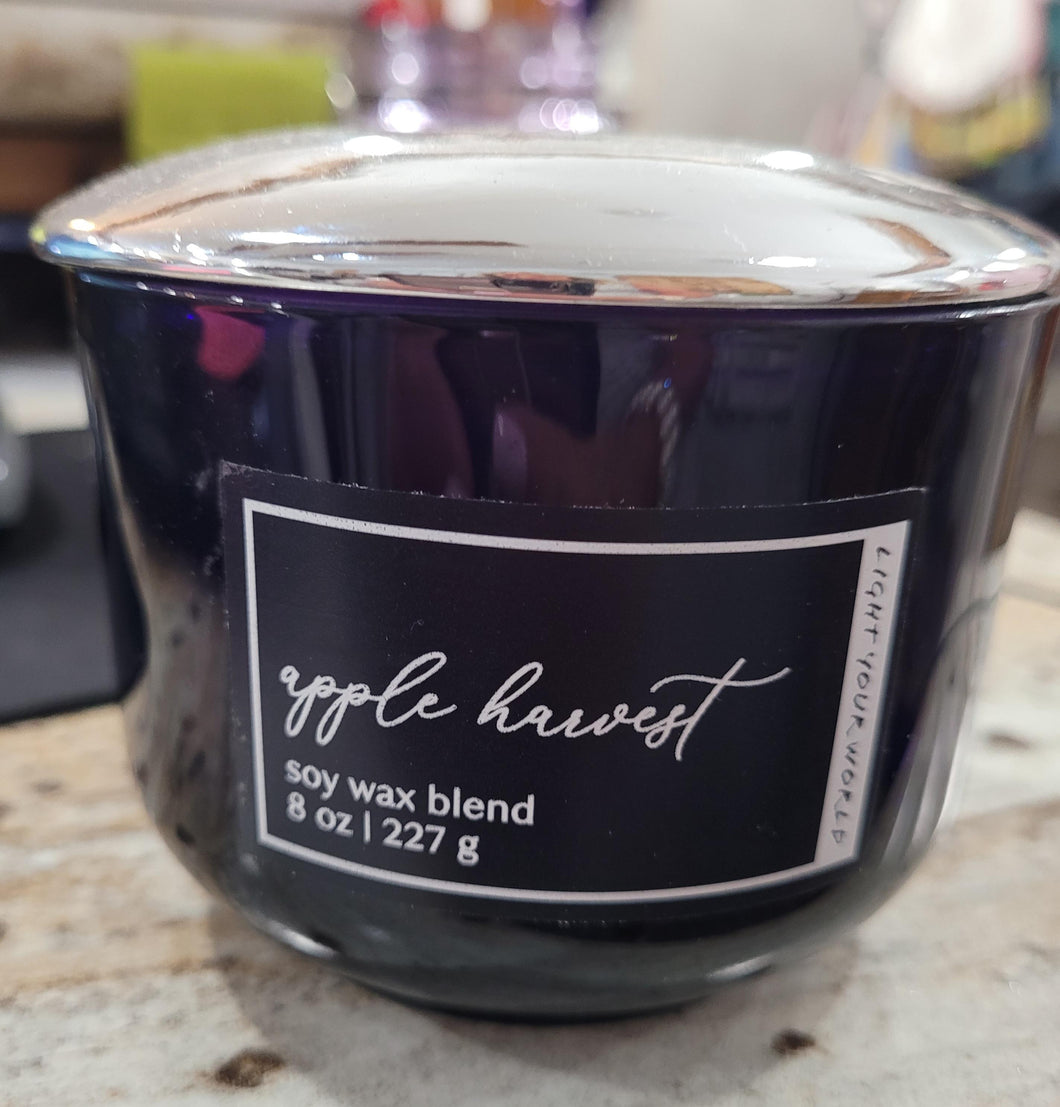 apple harvest
soy wax blend
8 oz | 227 g
LIGHT YOUR WORLD